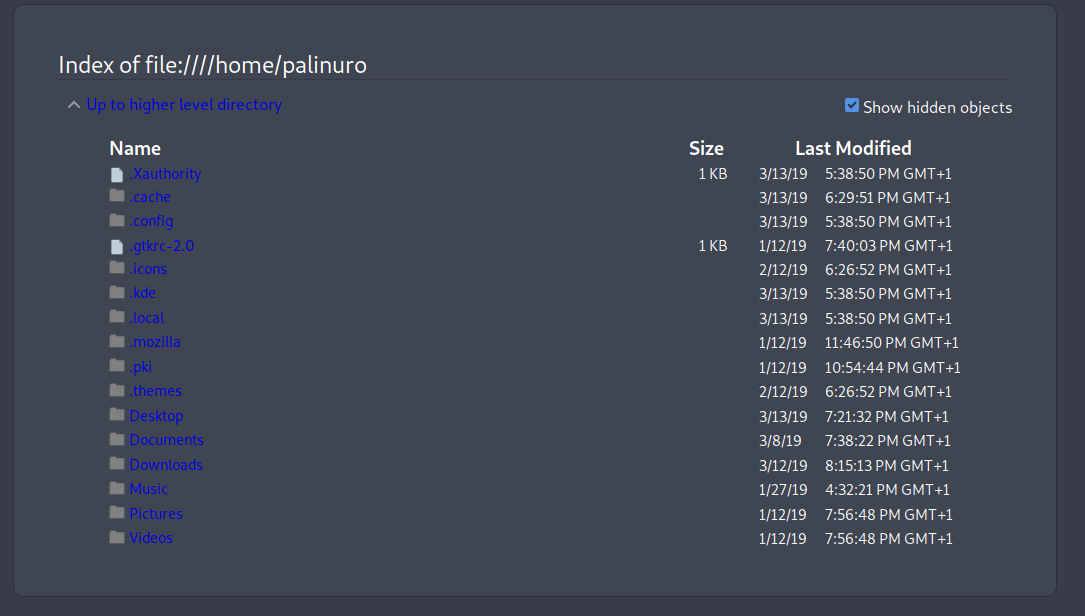 Index of file:////home/palinuro
Up to higher level directory Show hidden objects
Name Size Last Modified
.Xauthority 1 KB 3/13/19 5:38:50 PM GMT+1
.cache 3/13/19 6:29:51 PM GMT+1
.config 3/13/19 5:38:50 PM GMT+1
.gtkrc-2.0 1 KB 1/12/19 7:40:03 PM GMT+1
.icons 2/12/19 6:26:52 PM GMT+1
.kde 3/13/19 5:38:50 PM GMT+1
.local 3/13/19 5:38:50 PM GMT+1
.mozilla 1/12/19 11:46:50 PM GMT+1
.pki 1/12/19 10:54:44 PM GMT+1
.themes 2/12/19 6:26:52 PM GMT+1
Desktop 3/13/19 7:21:32 PM GMT+1
Documents 3/8/19 7:38:22 PM GMT+1
Downloads 3/12/19 8:15:13 PM GMT+1
Music 1/27/19 4:32:21 PM GMT+1
Pictures 1/12/19 7:56:48 PM GMT+1
Videos 1/12/19 7:56:48 PM GMT+1